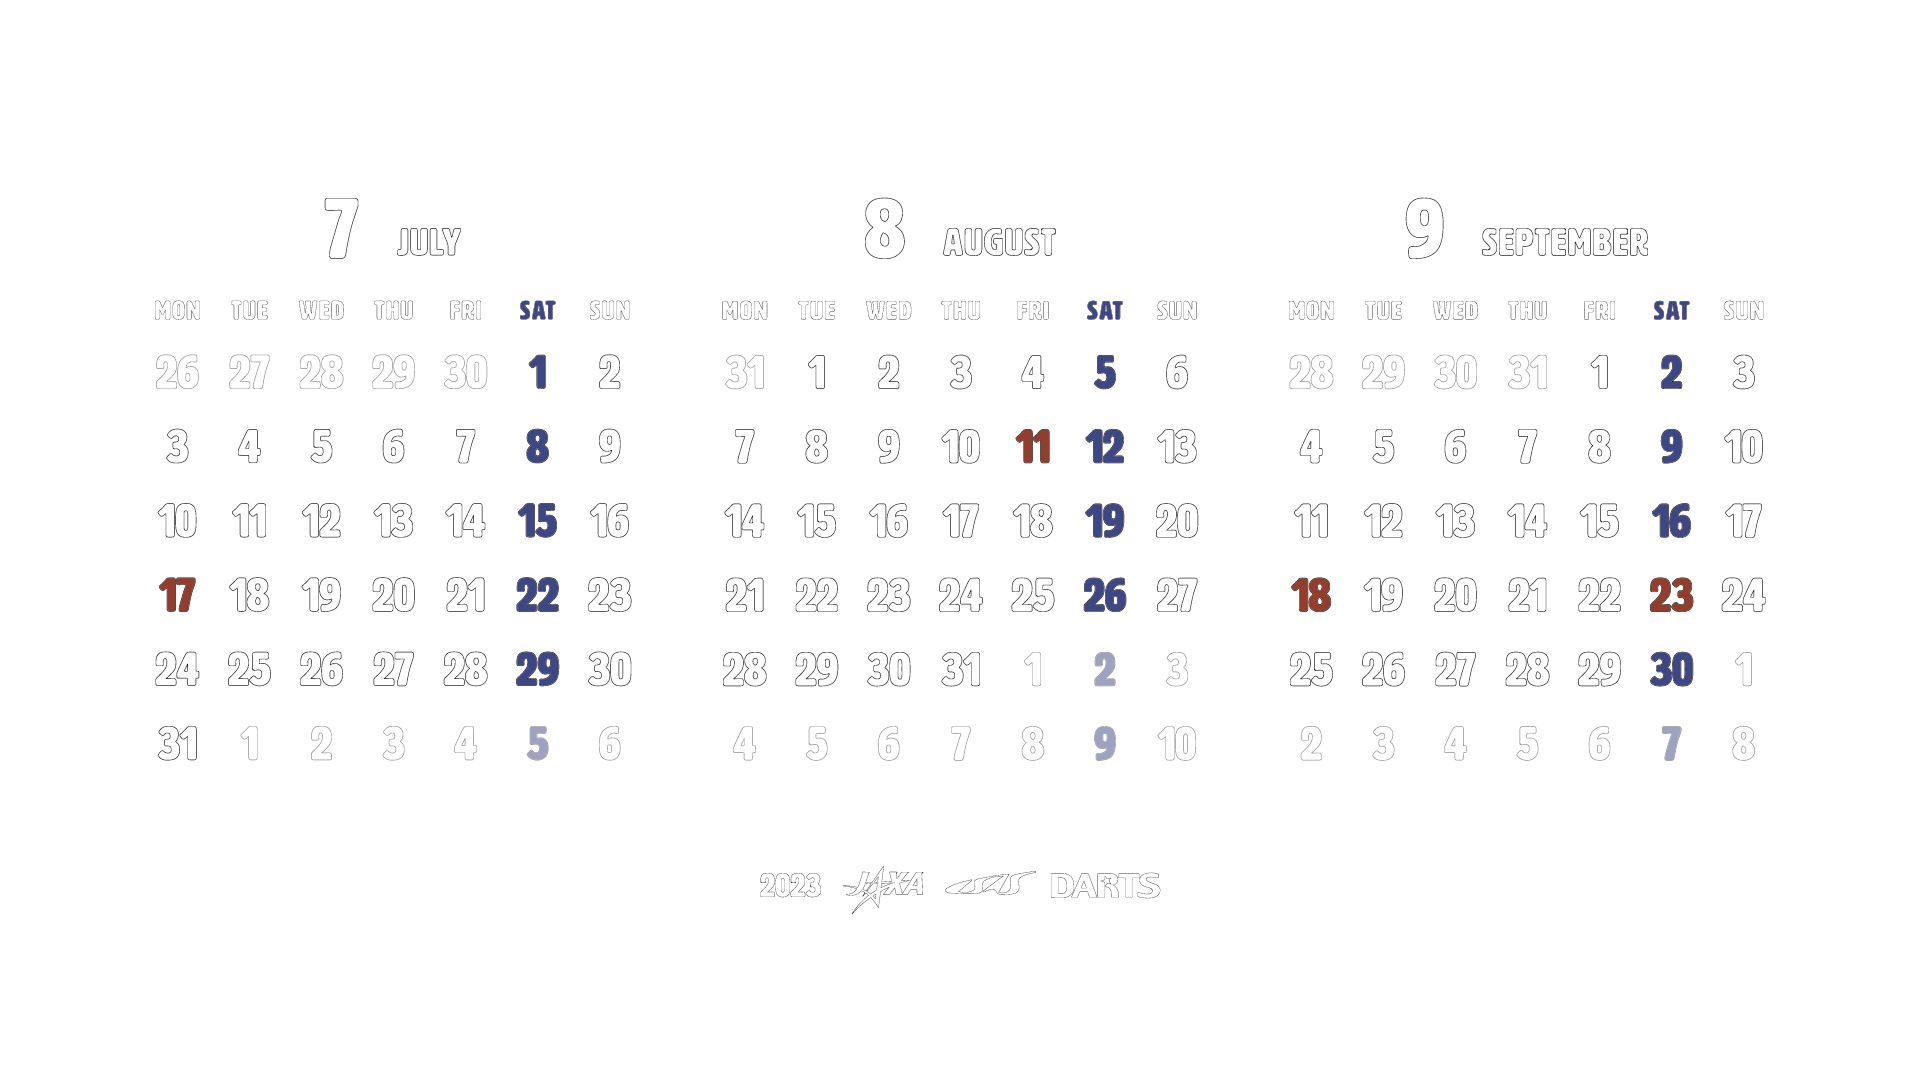 7 JULY
MON TUE WED THU FRI SAT SUN
26 27 28 29 30 1 2
3 4 5 6 7 8 9
10 11 12 13 14 15 16
17 18 19 20 21 22 23
24 25 26 27 28 29 30
31 1 2 3 4 5 6
8 AUGUST
MON TUE WED THU FRI SAT SUN
31 1 2 3 4 5 6
7 8 9 10 11 12 13
14 15 16 17 18 19 20
21 22 23 24 25 26 27
28 29 30 31 1 2 3
4 5 6 7 8 9 10
9 SEPTEMBER
MON TUE WED THU FRI SAT SUN
28 29 30 31 1 2 3
4 5 6 7 8 9 10
11 12 13 14 15 16 17
18 19 20 21 22 23 24
25 26 27 28 29 30 1
2 3 4 5 6 7 8
2023 JAXA ISAS DARTS